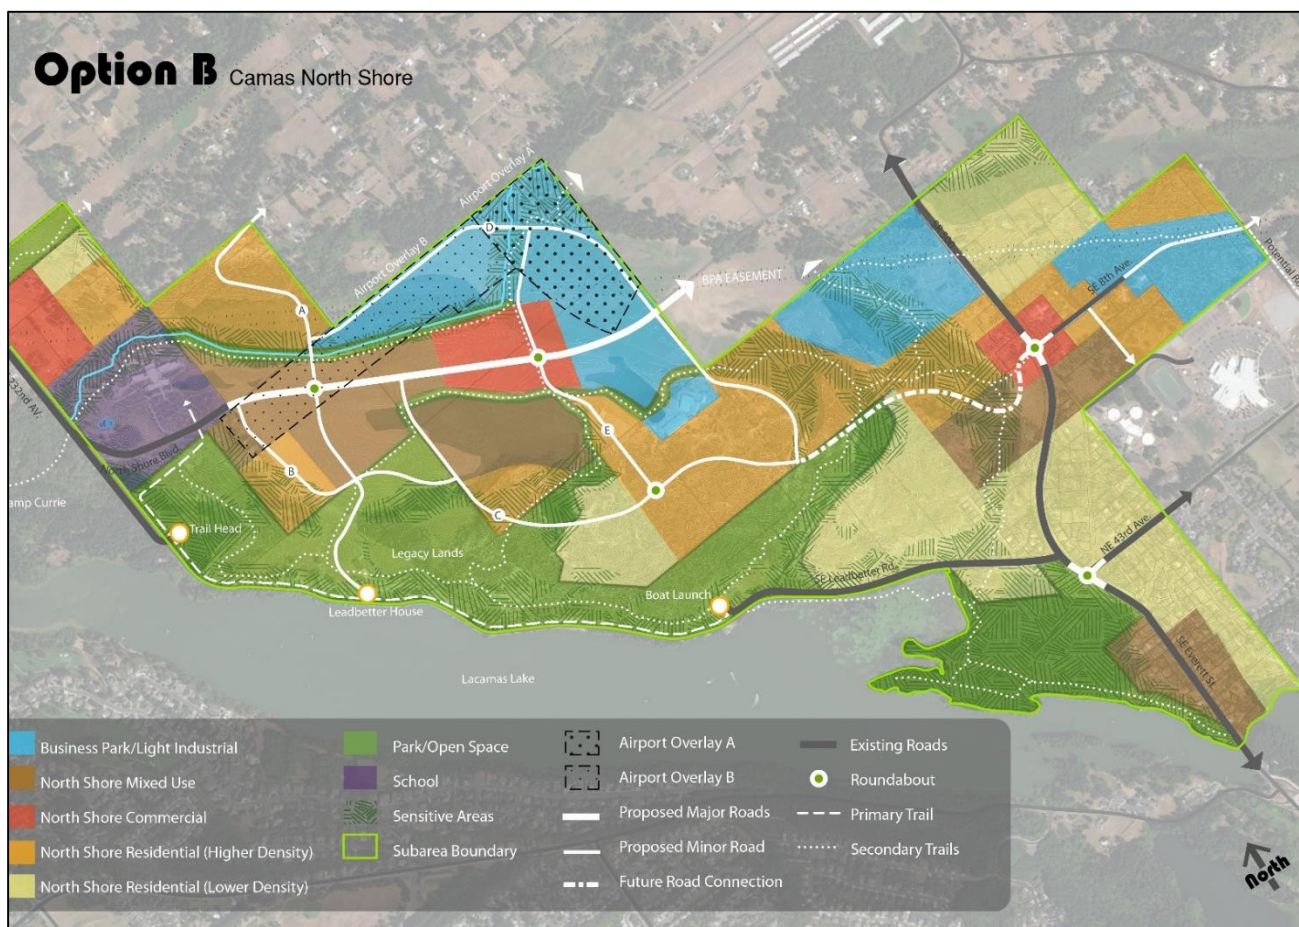 Option B Camas North Shore
Airport Overlay A
Airport Overlay B
D
BPA EASEMENT
A
SE 8th Ave.
Potential Rd
232nd AV.
North Shore Blvd.
B
E
C
amp Currie
Trail Head
Legacy Lands
Leadbetter House
Boat Launch
SE Leadbetter Rd.
NE 43rd Ave.
SE Everett St.
Lacamas Lake
Business Park/Light Industrial
North Shore Mixed Use
North Shore Commercial
North Shore Residential (Higher Density)
North Shore Residential (Lower Density)
Park/Open Space
School
Sensitive Areas
Subarea Boundary
Airport Overlay A
Airport Overlay B
Proposed Major Roads
Proposed Minor Road
Future Road Connection
Existing Roads
Roundabout
Primary Trail
Secondary Trails
North